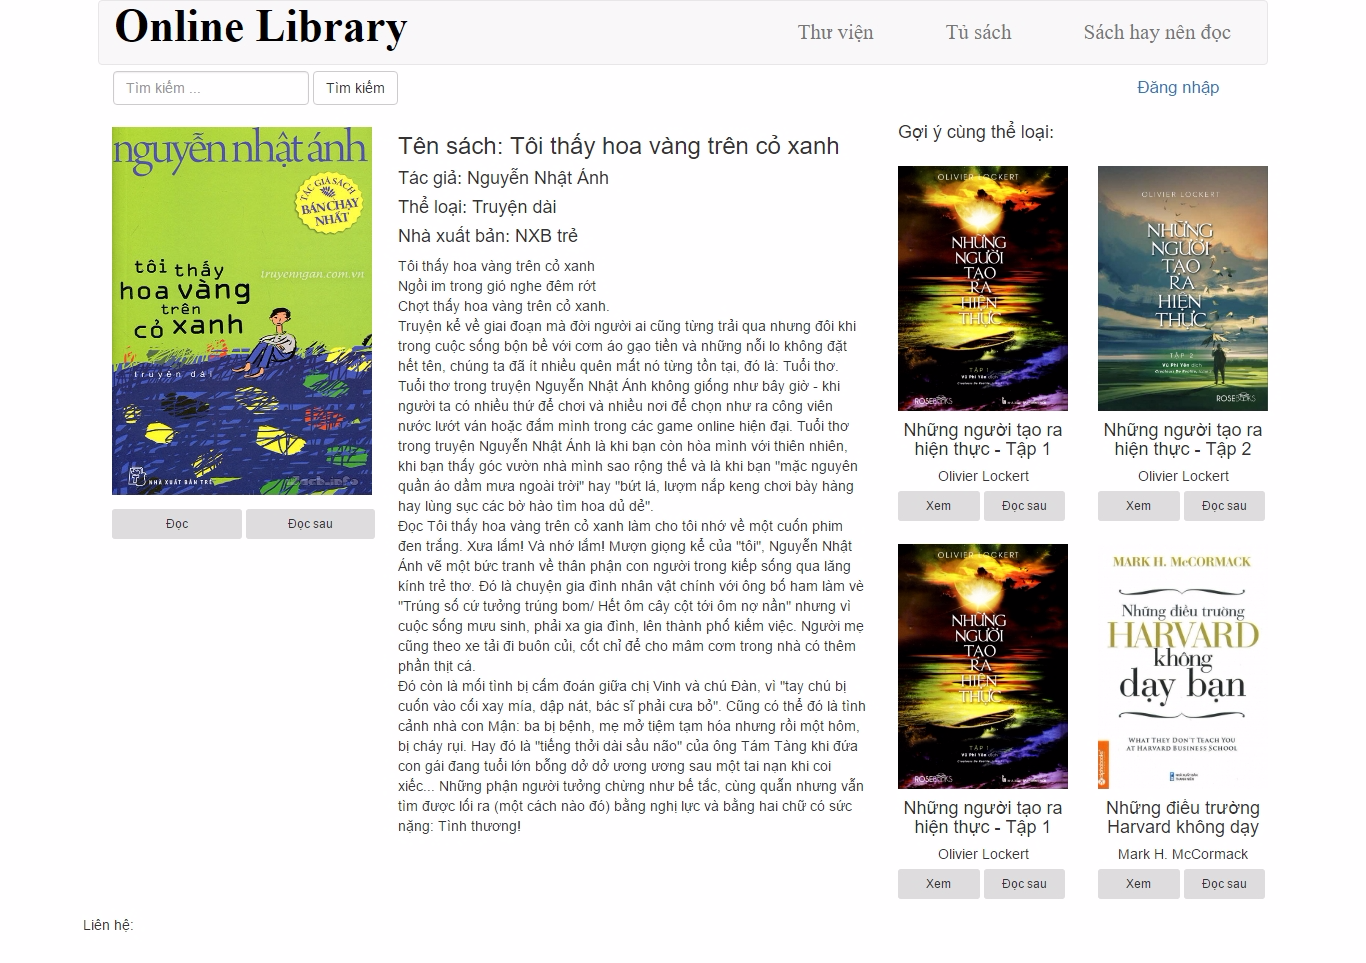 Online Library
Thư viện
Tủ sách
Sách hay nên đọc
Tìm kiếm ...
Tìm kiếm
Đăng nhập
nguyễn nhật ánh
TÁC GIẢ SÁCH
BÁN CHẠY
NHẤT
truyenngan.com.vn
tôi thấy
hoa vàng
trên
cỏ xanh
truyện dài
NHÀ XUẤT BẢN TRẺ
Đọc
Đọc sau
Tên sách: Tôi thấy hoa vàng trên cỏ xanh
Tác giả: Nguyễn Nhật Ánh
Thể loại: Truyện dài
Nhà xuất bản: NXB trẻ
Tôi thấy hoa vàng trên cỏ xanh
Ngồi im trong gió nghe đêm rớt
Chợt thấy hoa vàng trên cỏ xanh.
Truyện kể về giai đoạn mà đời người ai cũng từng trải qua nhưng đôi khi
trong cuộc sống bộn bề với cơm áo gạo tiền và những nỗi lo không đặt
hết tên, chúng ta đã ít nhiều quên mất nó từng tồn tại, đó là: Tuổi thơ.
Tuổi thơ trong truyện Nguyễn Nhật Ánh không giống như bây giờ - khi
người ta có nhiều thứ để chơi và nhiều nơi để chọn như ra công viên
nước lướt ván hoặc đắm mình trong các game online hiện đại. Tuổi thơ
trong truyện Nguyễn Nhật Ánh là khi bạn còn hòa mình với thiên nhiên,
khi bạn thấy góc vườn nhà mình sao rộng thế và là khi bạn "mặc nguyên
quần áo dầm mưa ngoài trời" hay "bứt lá, lượm nắp keng chơi bày hàng
hay lùng sục các bờ hào tìm hoa dủ dẻ".
Đọc Tôi thấy hoa vàng trên cỏ xanh làm cho tôi nhớ về một cuốn phim
đen trắng. Xưa lắm! Và nhớ lắm! Mượn giọng kể của "tôi", Nguyễn Nhật
Ánh vẽ một bức tranh về thân phận con người trong kiếp sống qua lăng
kính trẻ thơ. Đó là chuyện gia đình nhân vật chính với ông bố ham làm vè
"Trúng số cứ tưởng trúng bom/ Hết ôm cây cột tới ôm nợ nần" nhưng vì
cuộc sống mưu sinh, phải xa gia đình, lên thành phố kiếm việc. Người mẹ
cũng theo xe tải đi buôn củi, cốt chỉ để cho mâm cơm trong nhà có thêm
phần thịt cá.
Đó còn là mối tình bị cấm đoán giữa chị Vinh và chú Đàn, vì "tay chú bị
cuốn vào cối xay mía, dập nát, bác sĩ phải cưa bỏ". Cũng có thể đó là tình
cảnh nhà con Mận: ba bị bệnh, mẹ mở tiệm tạm hóa nhưng rồi một hôm,
bị cháy rụi. Hay đó là "tiếng thở dài sầu não" của ông Tám Tàng khi đứa
con gái đang tuổi lớn bỗng dở dở ương ương sau một tai nạn khi coi
xiếc... Những phận người tưởng chừng như bế tắc, cùng quẫn nhưng vẫn
tìm được lối ra (một cách nào đó) bằng nghị lực và bằng hai chữ có sức
nặng: Tình thương!
Gợi ý cùng thể loại:
OLIVIER LOCKERT
NHỮNG
NGƯỜI
TẠO
RA
HIỆN
THỰC
TẬP 1
Vũ Phi Yên dịch
ROSEBOOKS
Những người tạo ra
hiện thực - Tập 1
Olivier Lockert
Xem
Đọc sau
OLIVIER LOCKERT
NHỮNG
NGƯỜI
TẠO
RA
HIỆN
THỰC
TẬP 2
Vũ Phi Yên dịch
ROSEBOOKS
Những người tạo ra
hiện thực - Tập 2
Olivier Lockert
Xem
Đọc sau
OLIVIER LOCKERT
NHỮNG
NGƯỜI
TẠO
RA
HIỆN
THỰC
TẬP 1
Vũ Phi Yên dịch
ROSEBOOKS
Những người tạo ra
hiện thực - Tập 1
Olivier Lockert
Xem
Đọc sau
MARK H. McCORMACK
Những điều trường
HARVARD
không
dạy bạn
WHAT THEY DON'T TEACH YOU
AT HARVARD BUSINESS SCHOOL
Những điều trường
Harvard không dạy
Mark H. McCormack
Xem
Đọc sau
Liên hệ: